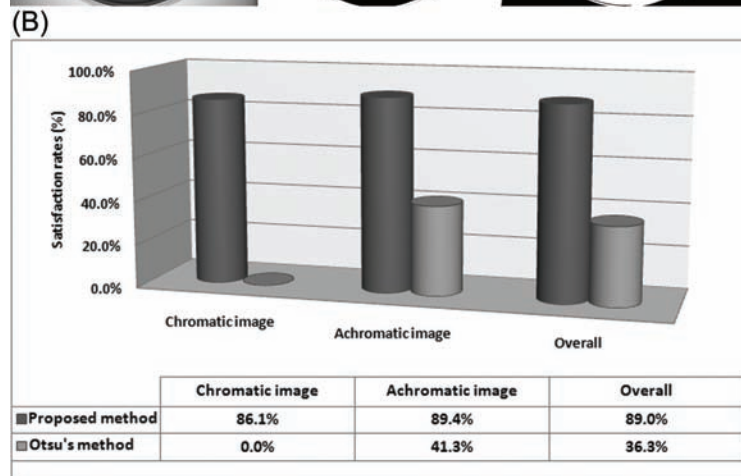 (B)
100.0%
80.0%
60.0%
40.0%
20.0%
0.0%
Satisfaction rates (%)
Chromatic image
Achromatic image
Overall
Chromatic image Achromatic image Overall
Proposed method 86.1% 89.4% 89.0%
Otsu's method 0.0% 41.3% 36.3%